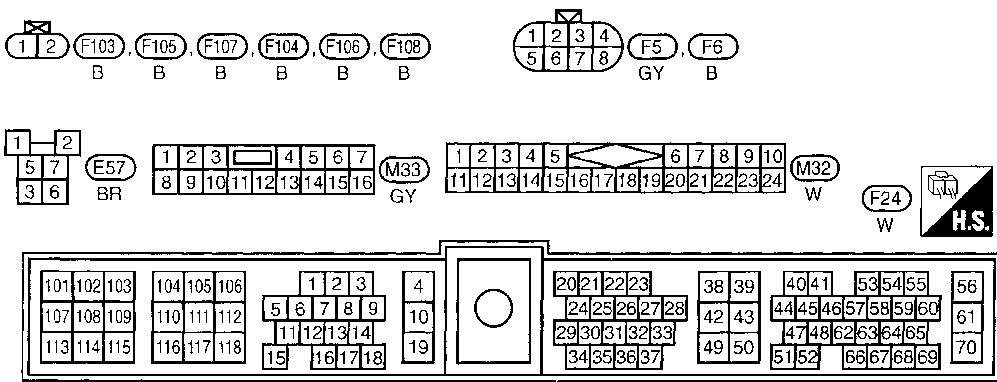 1 2 F103 , F105 , F107 , F104 , F106 , F108
B B B B B B
1 2 3 4
5 6 7 8
F5 , F6
GY B
1 2
5 7
3 6
E57
BR
1 2 3 4 5 6 7
8 9 10 11 12 13 14 15 16
M33
GY
1 2 3 4 5 6 7 8 9 10
11 12 13 14 15 16 17 18 19 20 21 22 23 24
M32
W
F24
W
H.S.
101 102 103 104 105 106 1 2 3 4 20 21 22 23 38 39 40 41 53 54 55 56
107 108 109 110 111 112 5 6 7 8 9 10 24 25 26 27 28 42 43 44 45 46 57 58 59 60 61
113 114 115 116 117 118 11 12 13 14 19 29 30 31 32 33 49 50 47 48 62 63 64 65 70
15 16 17 18 34 35 36 37 51 52 66 67 68 69